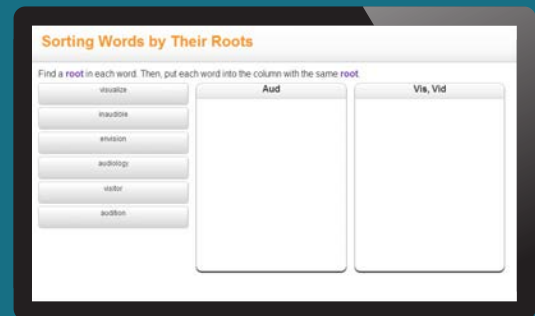 Sorting Words by Their Roots
Find a root in each word. Then, put each word into the column with the same root.
visualize
inaudible
envision
audiology
visitor
audition
Aud
Vis, Vid